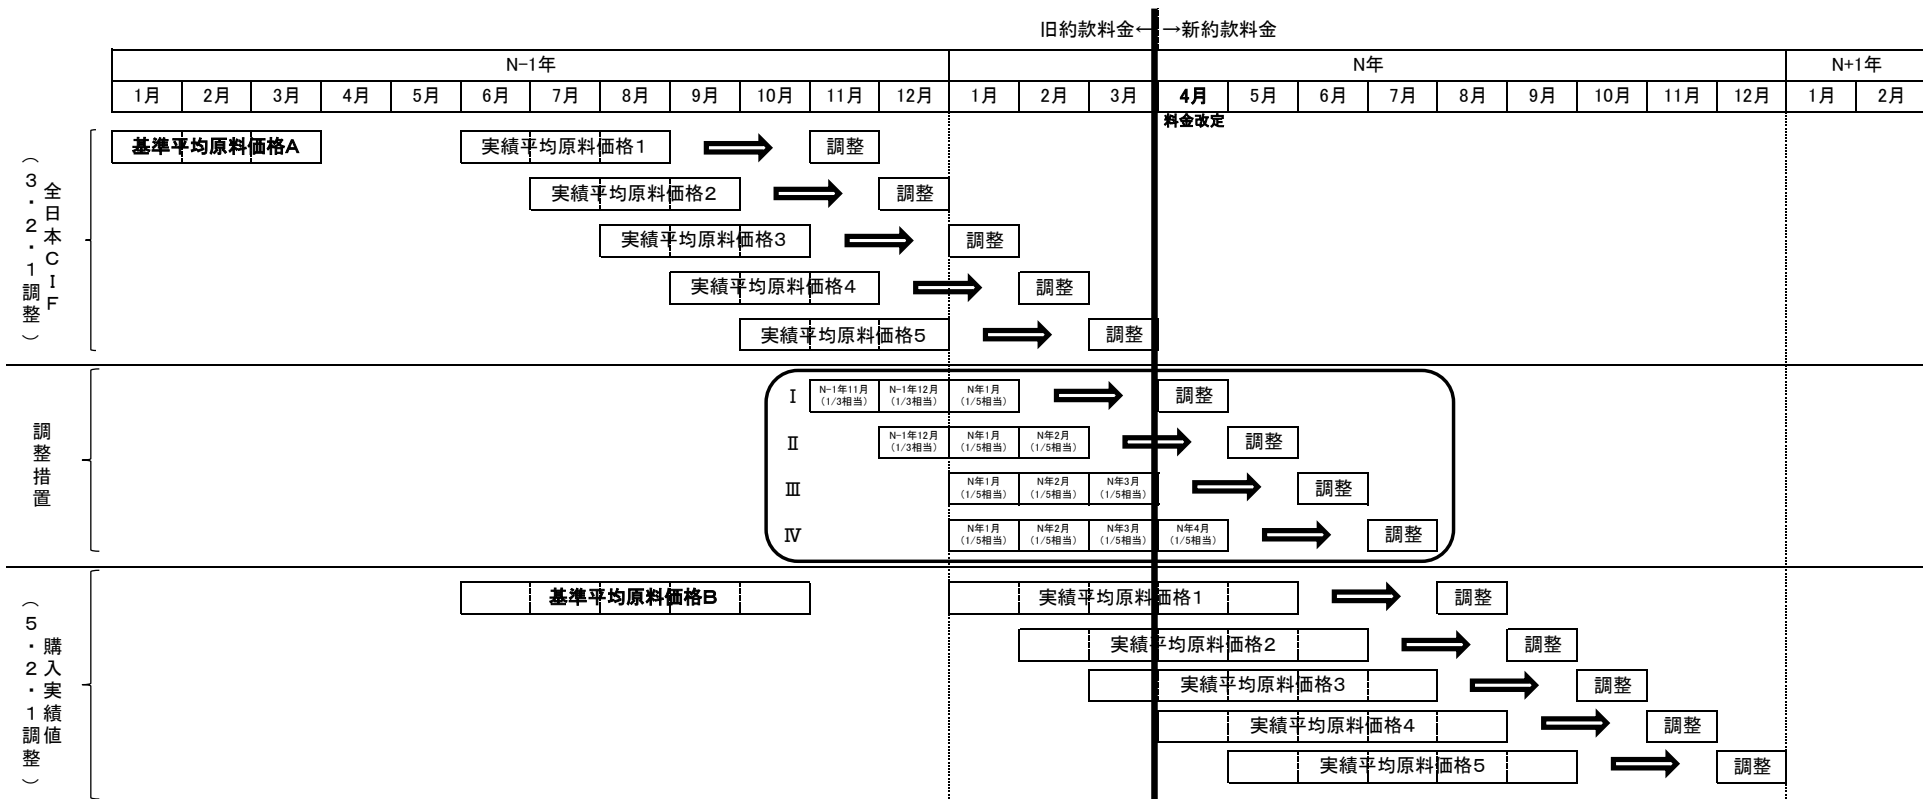 旧約款料金←→新約款料金
N-1年 N年 N+1年
1月 2月 3月 4月 5月 6月 7月 8月 9月 10月 11月 12月 1月 2月 3月 4月 5月 6月 7月 8月 9月 10月 11月 12月 1月 2月
料金改定
全日本CIF
（3・2・1調整）
基準平均原料価格A 実績平均原料価格1 調整
実績平均原料価格2 調整
実績平均原料価格3 調整
実績平均原料価格4 調整
実績平均原料価格5 調整
調整措置
Ⅰ N-1年11月 N-1年12月 N年1月 調整
(1/3相当) (1/3相当) (1/5相当)
Ⅱ N-1年12月 N年1月 N年2月 調整
(1/3相当) (1/5相当) (1/5相当)
Ⅲ N年1月 N年2月 N年3月 調整
(1/5相当) (1/5相当) (1/5相当)
Ⅳ N年1月 N年2月 N年3月 N年4月 調整
(1/5相当) (1/5相当) (1/5相当) (1/5相当)
購入実績値
（5・2・1調整）
基準平均原料価格B 実績平均原料価格1 調整
実績平均原料価格2 調整
実績平均原料価格3 調整
実績平均原料価格4 調整
実績平均原料価格5 調整